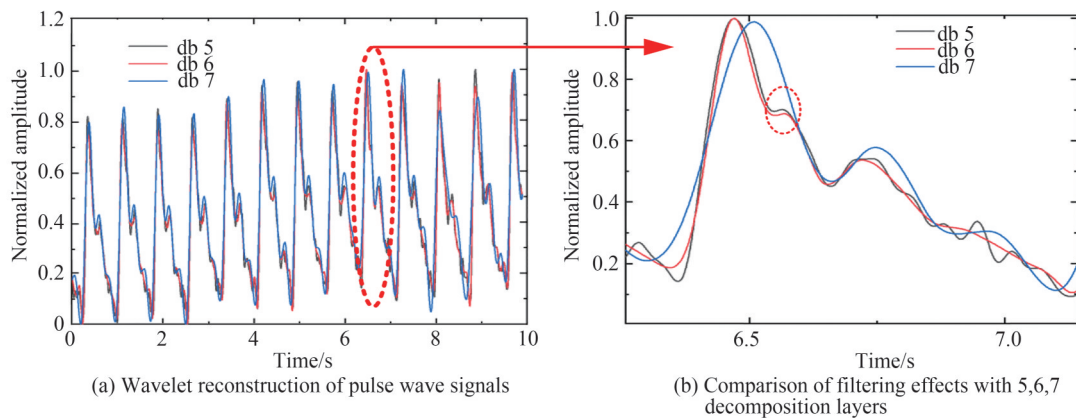 1.2
1.0
0.8
0.6
0.4
0.2
0
Normalized amplitude
db 5
db 6
db 7
0 2 4 6 8 10
Time/s
(a) Wavelet reconstruction of pulse wave signals
1.0
0.8
0.6
0.4
0.2
Normalized amplitude
db 5
db 6
db 7
6.5 7.0
Time/s
(b) Comparison of filtering effects with 5,6,7
decomposition layers